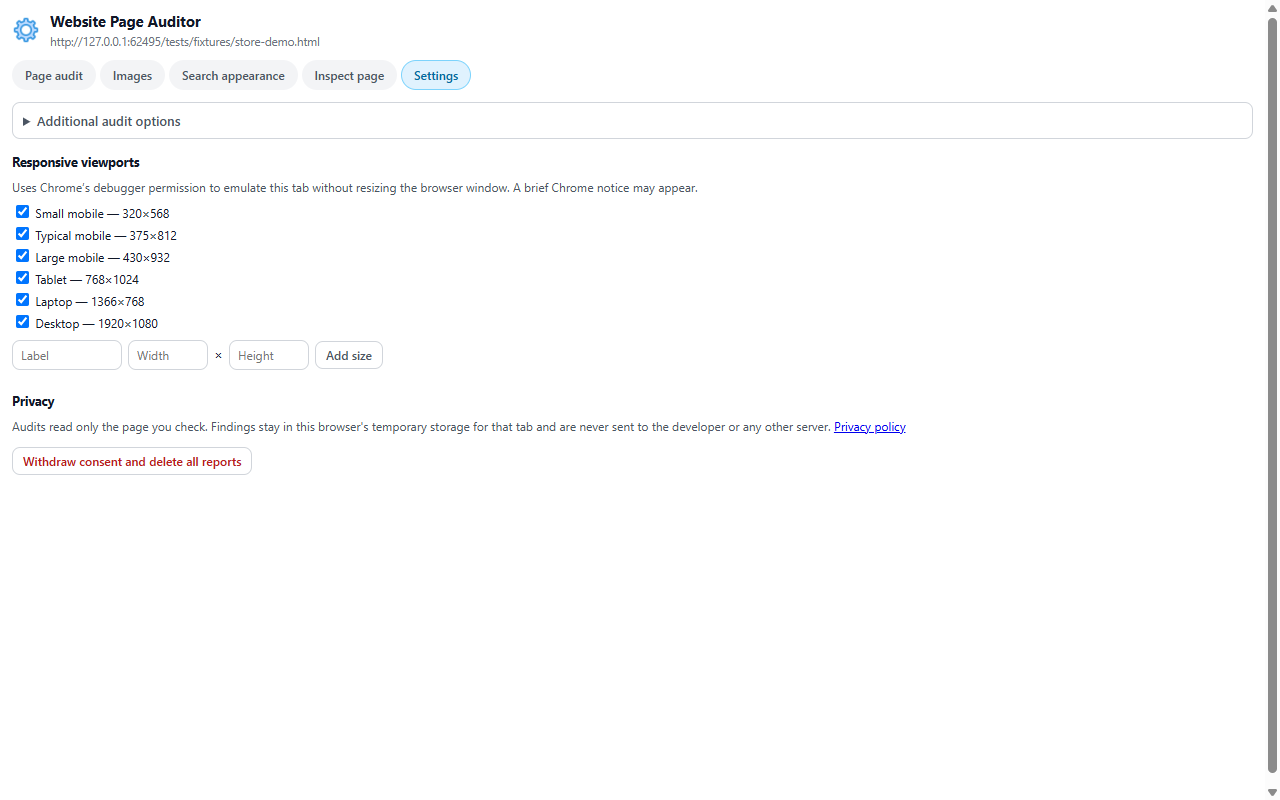 Website Page Auditor
http://127.0.0.1:62495/tests/fixtures/store-demo.html
Page audit Images Search appearance Inspect page Settings
▶ Additional audit options
Responsive viewports
Uses Chrome's debugger permission to emulate this tab without resizing the browser window. A brief Chrome notice may appear.
Small mobile — 320×568
Typical mobile — 375×812
Large mobile — 430×932
Tablet — 768×1024
Laptop — 1366×768
Desktop — 1920×1080
Label Width × Height Add size
Privacy
Audits read only the page you check. Findings stay in this browser's temporary storage for that tab and are never sent to the developer or any other server. Privacy policy
Withdraw consent and delete all reports